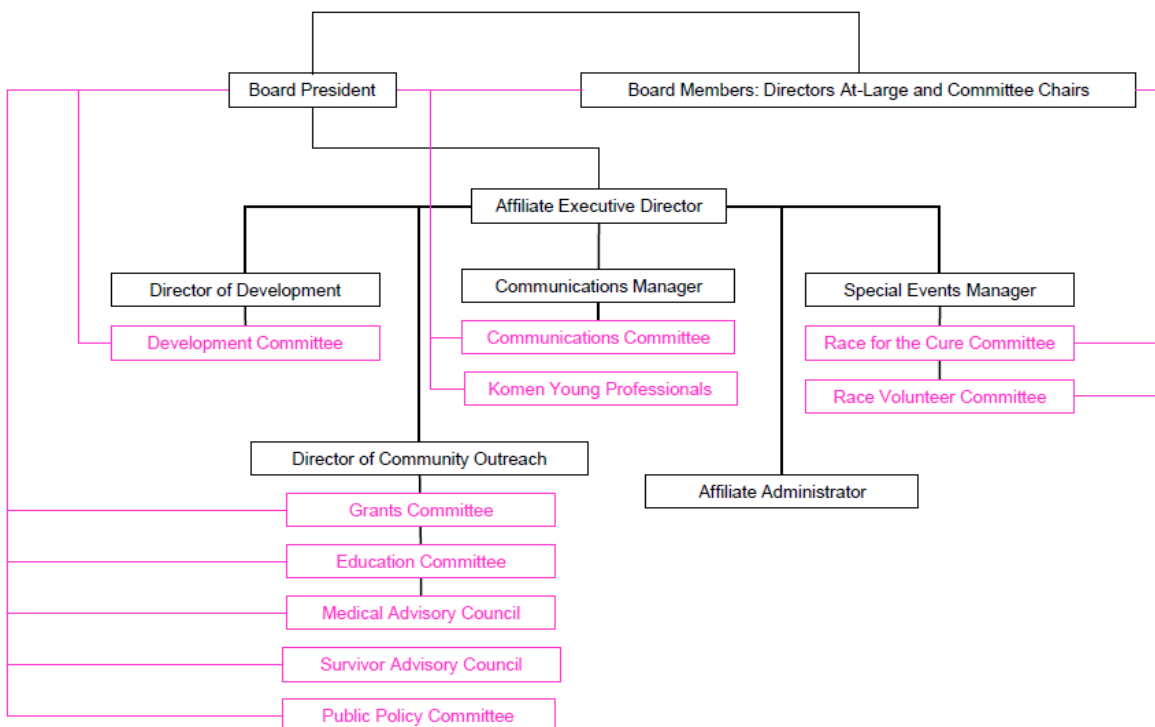 Board President
Board Members: Directors At-Large and Committee Chairs
Affiliate Executive Director
Director of Development
Communications Manager
Special Events Manager
Development Committee
Communications Committee
Race for the Cure Committee
Komen Young Professionals
Race Volunteer Committee
Director of Community Outreach
Affiliate Administrator
Grants Committee
Education Committee
Medical Advisory Council
Survivor Advisory Council
Public Policy Committee